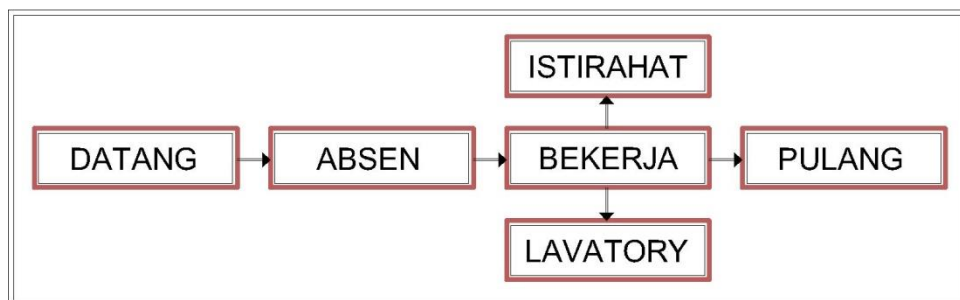 ISTIRAHAT
DATANG
ABSEN
BEKERJA
PULANG
LAVATORY